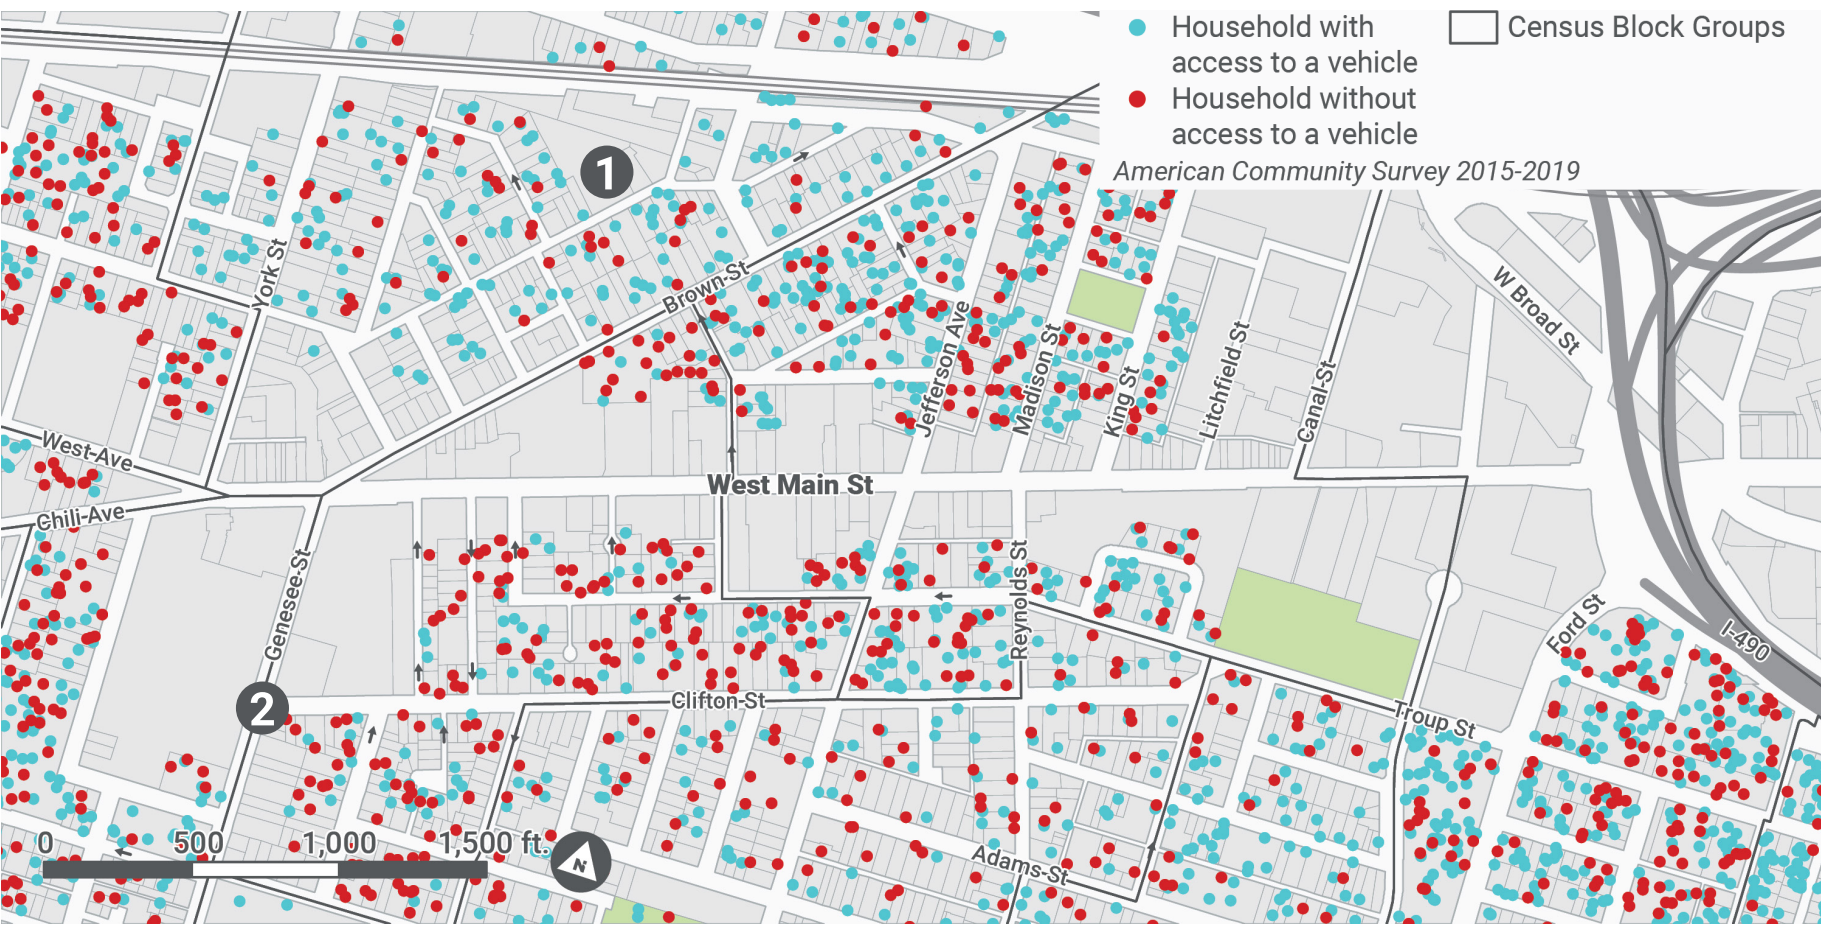 Household with
access to a vehicle
Household without
access to a vehicle
Census Block Groups
American Community Survey 2015-2019
1
York St
Brown-St
W Broad St
Jefferson Ave
Madison St
King St
Litchfield St
Canal-St
West-Ave
Chili-Ave
West Main St
Genesee-St
Reynolds St
Ford St
I-490
2
Clifton-St
Troup St
Adams-St
0 500 1,000 1,500 ft.
N